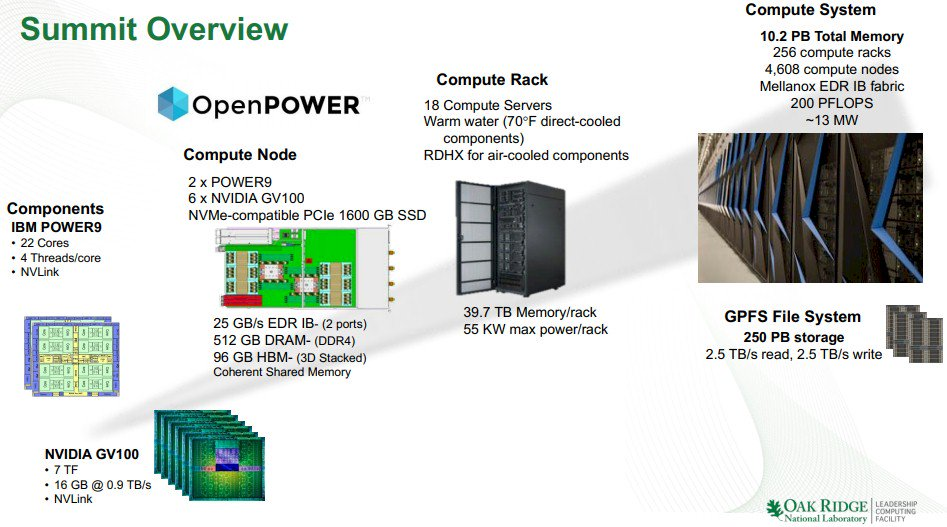 Summit Overview
OpenPOWER™
Components
IBM POWER9
• 22 Cores
• 4 Threads/core
• NVLink
NVIDIA GV100
• 7 TF
• 16 GB @ 0.9 TB/s
• NVLink
Compute Node
2 x POWER9
6 x NVIDIA GV100
NVMe-compatible PCIe 1600 GB SSD
25 GB/s EDR IB- (2 ports)
512 GB DRAM- (DDR4)
96 GB HBM- (3D Stacked)
Coherent Shared Memory
Compute Rack
18 Compute Servers
Warm water (70°F direct-cooled
components)
RDHX for air-cooled components
39.7 TB Memory/rack
55 KW max power/rack
Compute System
10.2 PB Total Memory
256 compute racks
4,608 compute nodes
Mellanox EDR IB fabric
200 PFLOPS
~13 MW
GPFS File System
250 PB storage
2.5 TB/s read, 2.5 TB/s write
OAK RIDGE
National Laboratory
LEADERSHIP
COMPUTING
FACILITY